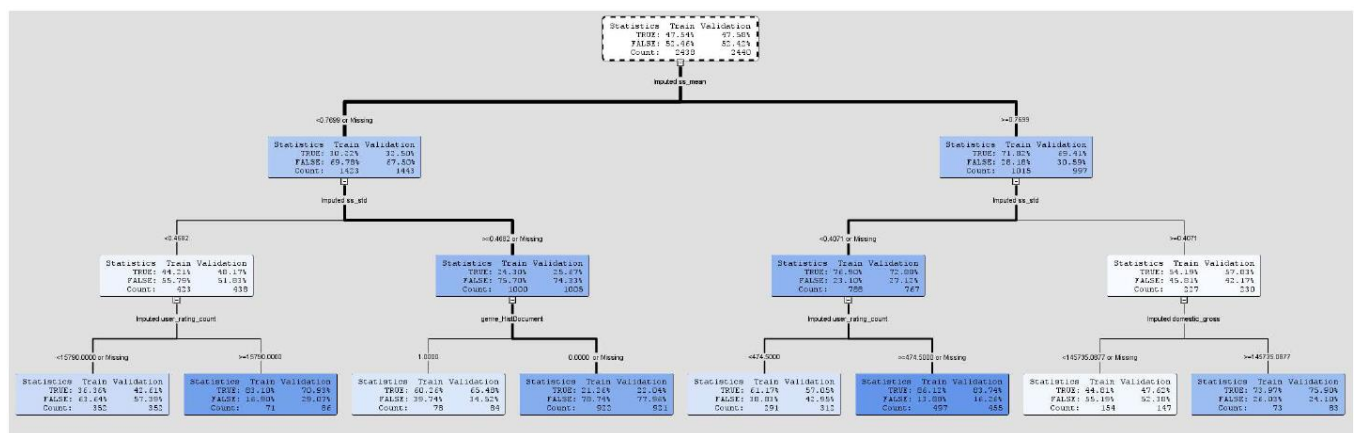 Statistics Train Validation
TRUE: 47.54% 47.58%
FALSE: 52.46% 52.42%
Count: 2438 2440
Imputed ss_mean
<0.7699 or Missing
>=0.7699
Statistics Train Validation
TRUE: 30.22% 32.50%
FALSE: 69.78% 67.50%
Count: 1423 1443
Statistics Train Validation
TRUE: 71.82% 69.41%
FALSE: 28.18% 30.59%
Count: 1015 997
Imputed ss_std
Imputed ss_std
<0.4682
>=0.4682 or Missing
<0.4071 or Missing
>=0.4071
Statistics Train Validation
TRUE: 44.21% 48.17%
FALSE: 55.79% 51.83%
Count: 423 438
Statistics Train Validation
TRUE: 24.30% 25.67%
FALSE: 75.70% 74.33%
Count: 1000 1005
Statistics Train Validation
TRUE: 76.90% 72.88%
FALSE: 23.10% 27.12%
Count: 788 767
Statistics Train Validation
TRUE: 54.19% 57.83%
FALSE: 45.81% 42.17%
Count: 227 230
Imputed user_rating_count
genre_HistDocument
Imputed user_rating_count
Imputed domestic_gross
<15790.0000 or Missing
>=15790.0000
1.0000
0.0000 or Missing
<474.5000
>=474.5000 or Missing
<145735.0877 or Missing
>=145735.0877
Statistics Train Validation
TRUE: 36.36% 42.61%
FALSE: 63.64% 57.39%
Count: 352 352
Statistics Train Validation
TRUE: 83.10% 70.93%
FALSE: 16.90% 29.07%
Count: 71 86
Statistics Train Validation
TRUE: 60.26% 65.48%
FALSE: 39.74% 34.52%
Count: 78 84
Statistics Train Validation
TRUE: 21.26% 22.04%
FALSE: 78.74% 77.96%
Count: 922 921
Statistics Train Validation
TRUE: 61.17% 57.05%
FALSE: 38.83% 42.95%
Count: 291 312
Statistics Train Validation
TRUE: 86.12% 83.74%
FALSE: 13.88% 16.26%
Count: 497 455
Statistics Train Validation
TRUE: 44.81% 47.62%
FALSE: 55.19% 52.38%
Count: 154 147
Statistics Train Validation
TRUE: 73.97% 75.90%
FALSE: 26.03% 24.10%
Count: 73 83